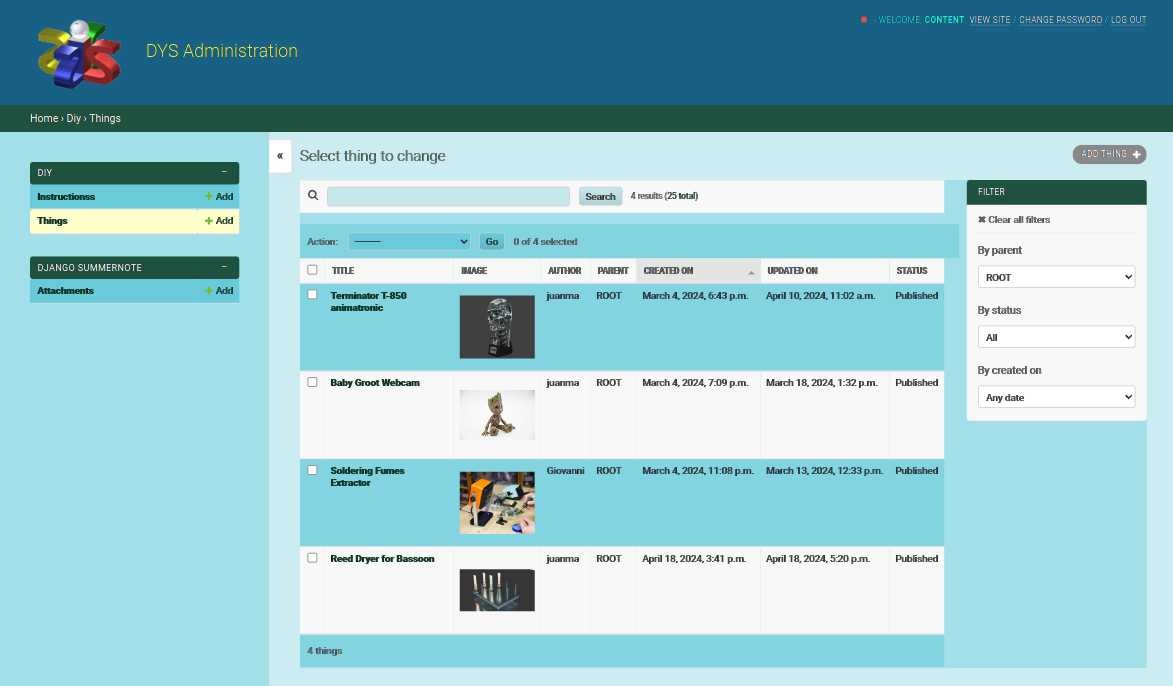 - WELCOME, CONTENT. VIEW SITE / CHANGE PASSWORD / LOG OUT
DYS Administration
Home › Diy › Things
DIY −
Instructionss + Add
Things + Add
DJANGO SUMMERNOTE −
Attachments + Add
«
Select thing to change
ADD THING +
Search 4 results (25 total)
Action: --------- Go 0 of 4 selected
TITLE IMAGE AUTHOR PARENT CREATED ON UPDATED ON STATUS
Terminator T-850 juanma ROOT March 4, 2024, 6:43 p.m. April 10, 2024, 11:02 a.m. Published
animatronic
Baby Groot Webcam juanma ROOT March 4, 2024, 7:09 p.m. March 18, 2024, 1:32 p.m. Published
Soldering Fumes Giovanni ROOT March 4, 2024, 11:08 p.m. March 13, 2024, 12:33 p.m. Published
Extractor
Reed Dryer for Bassoon juanma ROOT April 18, 2024, 3:41 p.m. April 18, 2024, 5:20 p.m. Published
4 things
FILTER
✖ Clear all filters
By parent
ROOT
By status
All
By created on
Any date